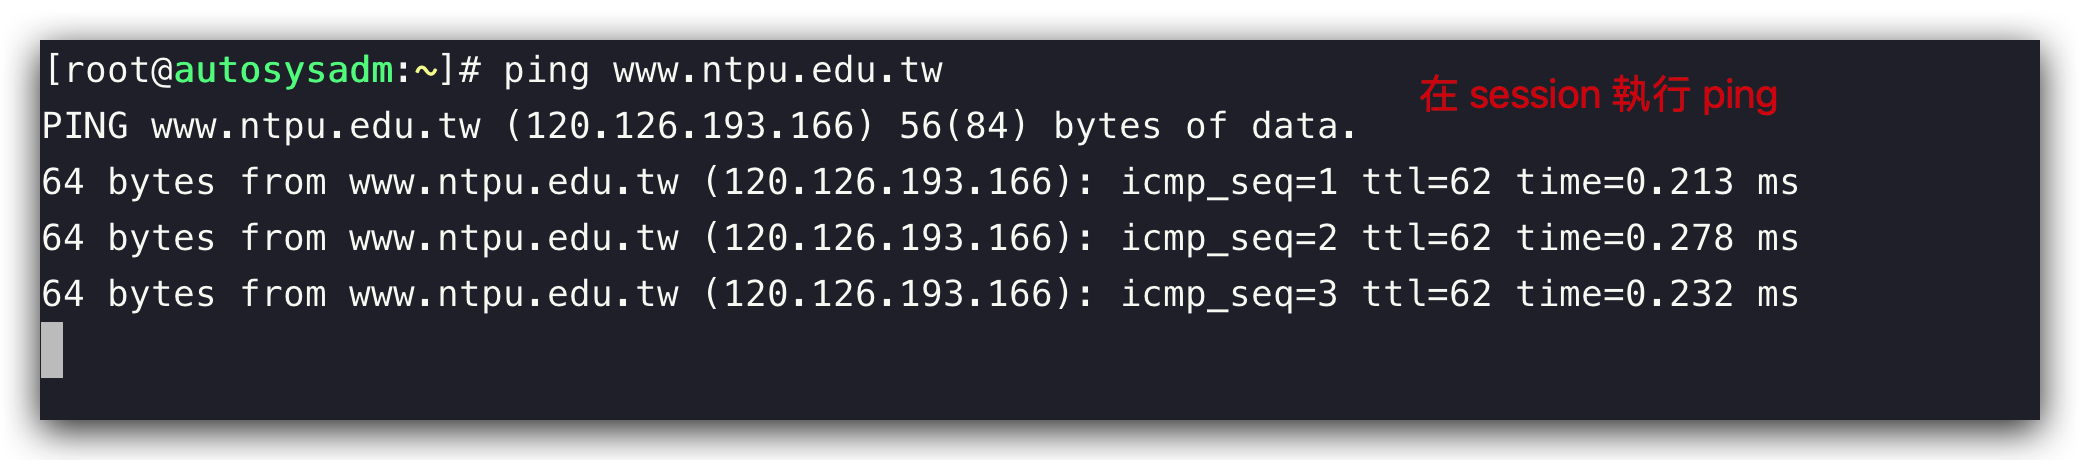 [root@autosysadm:~]# ping www.ntpu.edu.tw
在 session 執行 ping
PING www.ntpu.edu.tw (120.126.193.166) 56(84) bytes of data.
64 bytes from www.ntpu.edu.tw (120.126.193.166): icmp_seq=1 ttl=62 time=0.213 ms
64 bytes from www.ntpu.edu.tw (120.126.193.166): icmp_seq=2 ttl=62 time=0.278 ms
64 bytes from www.ntpu.edu.tw (120.126.193.166): icmp_seq=3 ttl=62 time=0.232 ms